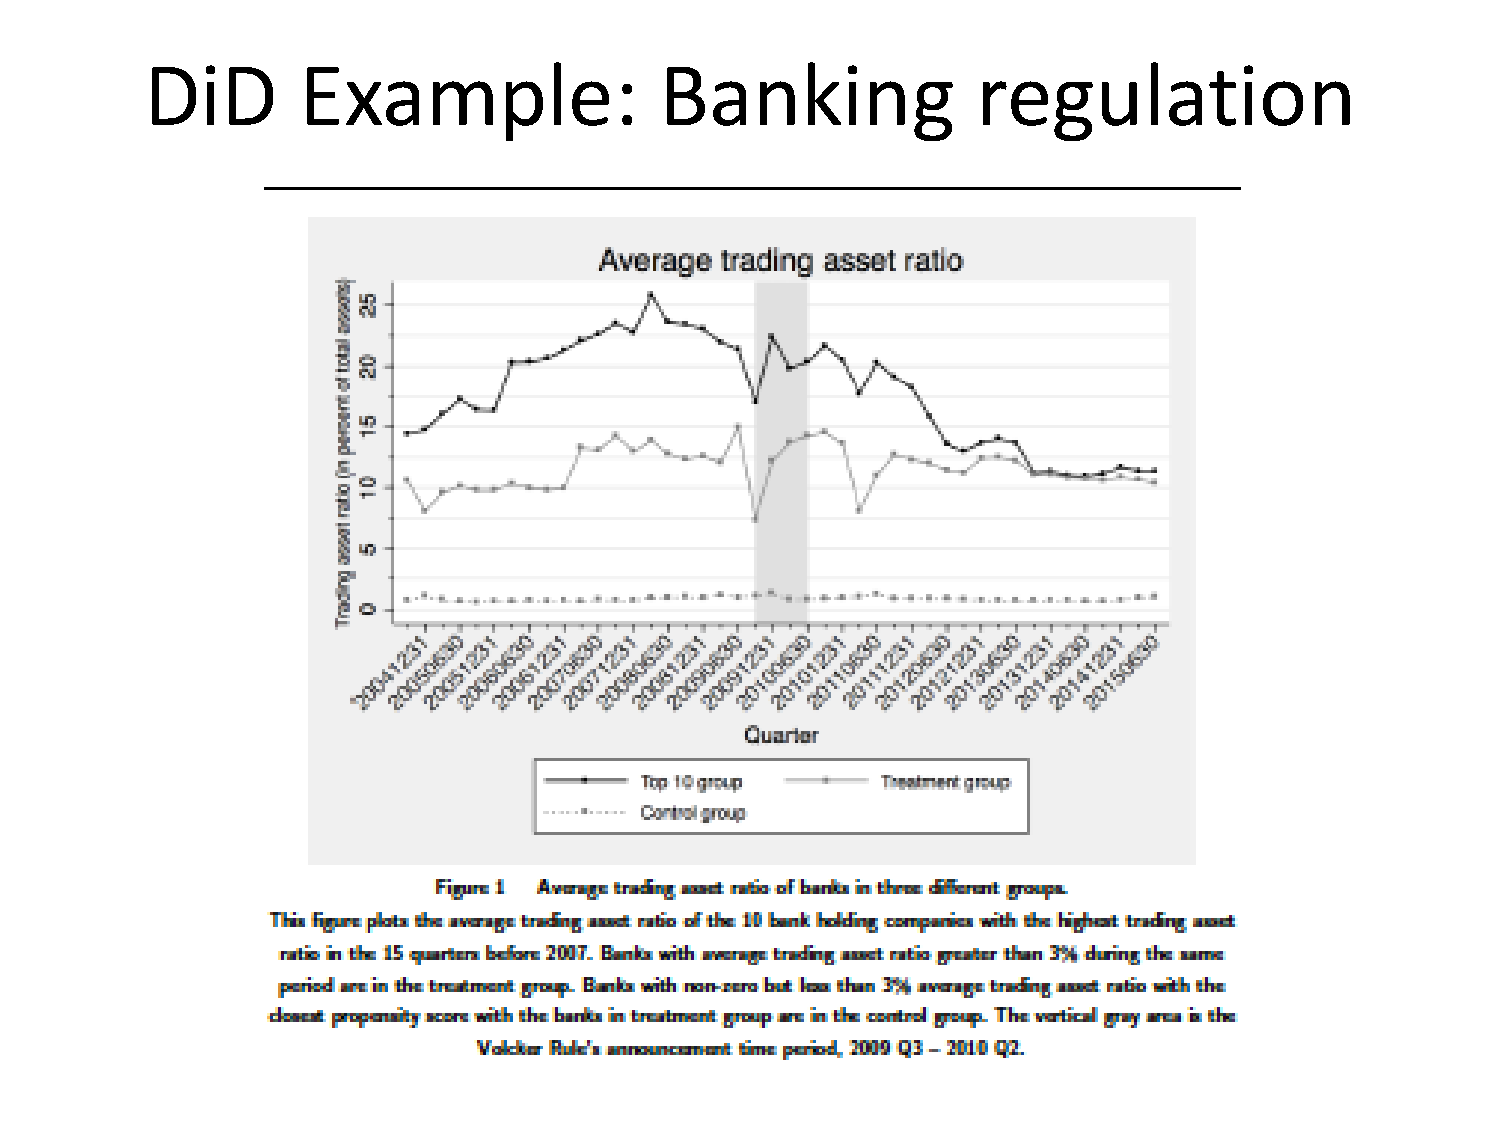 DiD Example: Banking regulation
Average trading asset ratio
Trading asset ratio (in percent of total assets)
25
20
15
10
5
0
20041231
20050630
20051231
20060630
20061231
20070630
20071231
20080630
20081231
20090630
20091231
20100630
20101231
20110630
20111231
20120630
20121231
20130630
20131231
20140630
20141231
20150630
Quarter
Top 10 group
Treatment group
Control group
Figure 1 Average trading asset ratio of banks in three different groups.
This figure plots the average trading asset ratio of the 10 bank holding companies with the highest trading asset
ratio in the 15 quarters before 2007. Banks with average trading asset ratio greater than 3% during the same
period are in the treatment group. Banks with non-zero but less than 3% average trading asset ratio with the
closest propensity score with the banks in treatment group are in the control group. The vertical gray area is the
Volcker Rule's announcement time period, 2009 Q3 – 2010 Q2.